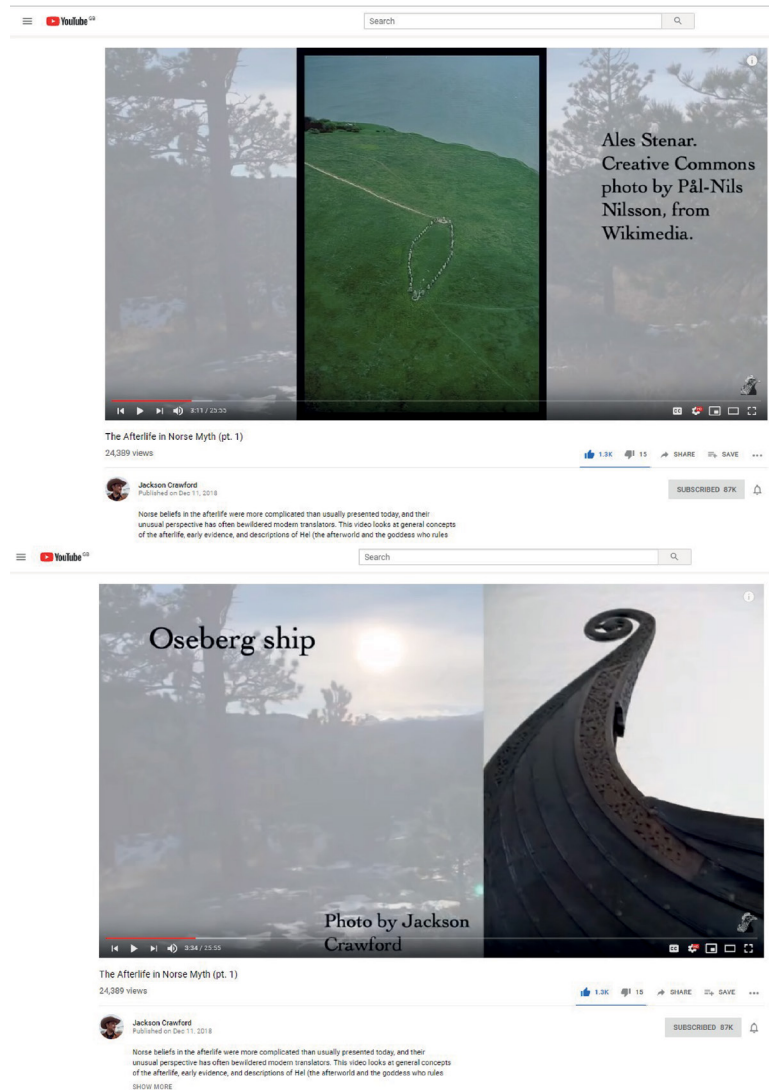 YouTube GB
Search
Ales Stenar.
Creative Commons
photo by Pål-Nils
Nilsson, from
Wikimedia.
3:11 / 25:55
CC
The Afterlife in Norse Myth (pt. 1)
24,389 views
1.3K 15 SHARE SAVE
Jackson Crawford
Published on Dec 11, 2018
SUBSCRIBED 87K
Norse beliefs in the afterlife were more complicated than usually presented today, and their
unusual perspective has often bewildered modern translators. This video looks at general concepts
of the afterlife, early evidence, and descriptions of Hel (the afterworld and the goddess who rules
YouTube GB
Search
Oseberg ship
Photo by Jackson
Crawford
3:34 / 25:55
CC
The Afterlife in Norse Myth (pt. 1)
24,389 views
1.3K 15 SHARE SAVE
Jackson Crawford
Published on Dec 11, 2018
SUBSCRIBED 87K
Norse beliefs in the afterlife were more complicated than usually presented today, and their
unusual perspective has often bewildered modern translators. This video looks at general concepts
of the afterlife, early evidence, and descriptions of Hel (the afterworld and the goddess who rules
SHOW MORE